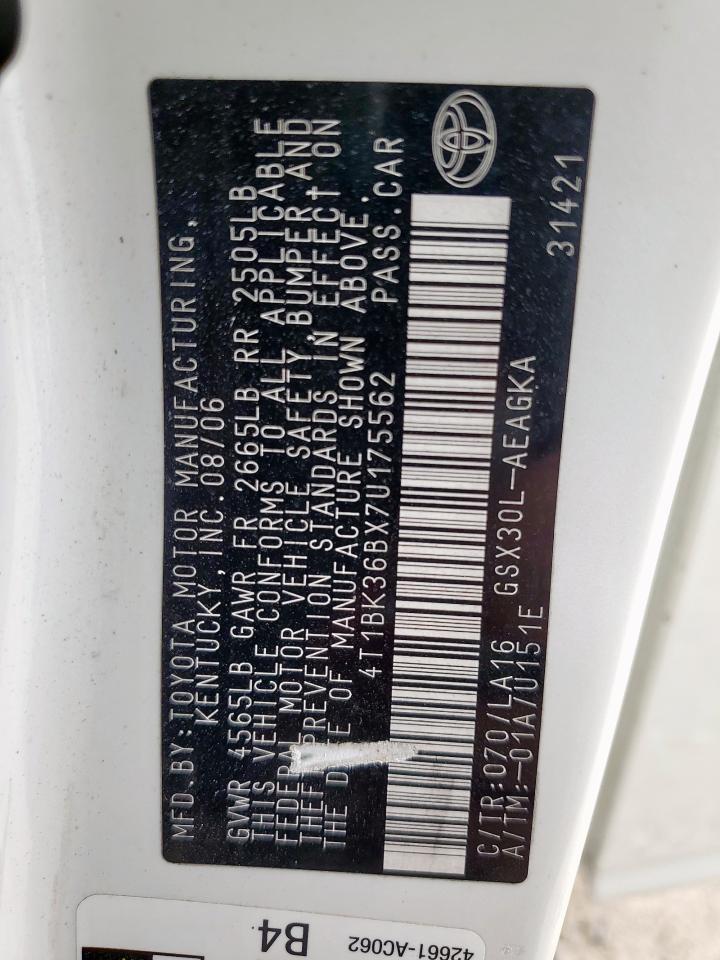 MFD.BY:TOYOTA MOTOR MANUFACTURING,
KENTUCKY, INC. 08/06
GVWR 4565LB GAWR FR 2665LB RR 2505LB
THIS VEHICLE CONFORMS TO ALL APPLICABLE
FEDERAL MOTOR VEHICLE SAFETY, BUMPER, AND
THEFT PREVENTION STANDARDS IN EFFECT ON
THE DATE OF MANUFACTURE SHOWN ABOVE.
4T1BK36BX7U175562 PASS.CAR
C/TR:070/LA16
A/TM:-01A/U151E GSX30L-AEAGKA
31421
B4
42661-AC062